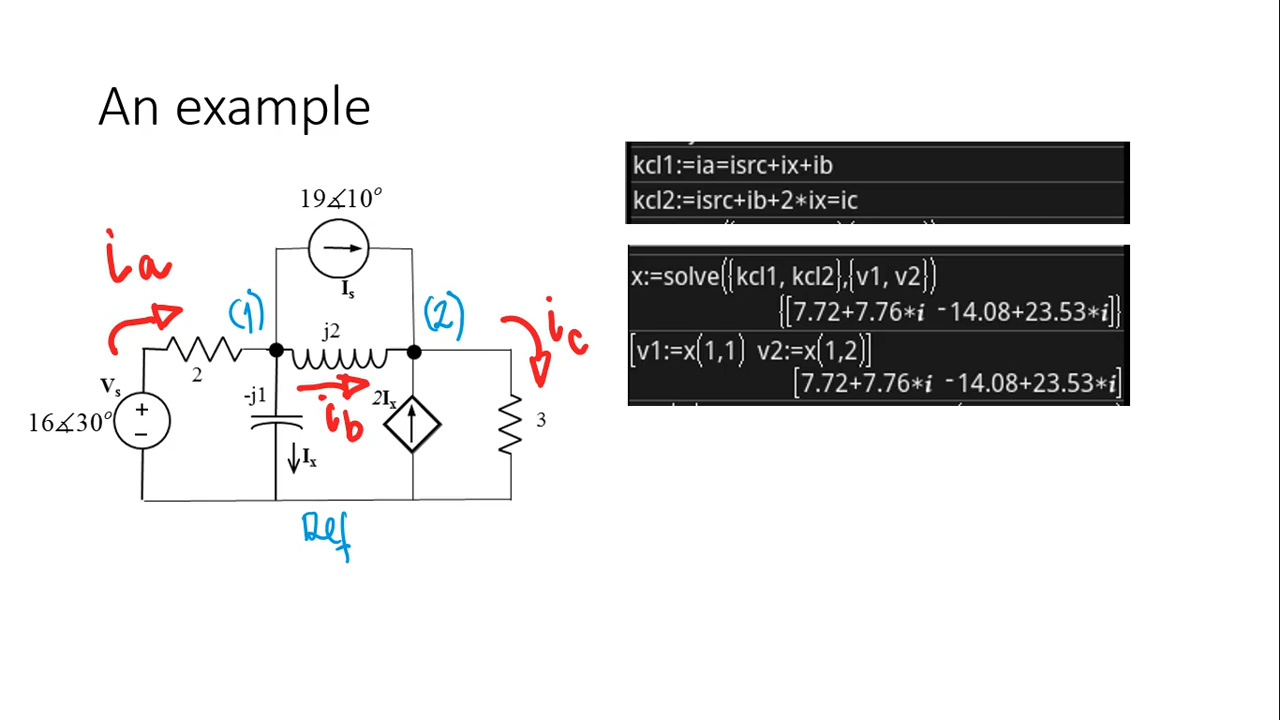 An example
19∡10°
Is
ia
(1)
(2)
ic
j2
2
Vs
+
−
16∡30°
-j1
ib
2Ix
Ix
3
Ref
kcl1:=ia=isrc+ix+ib
kcl2:=isrc+ib+2*ix=ic
x:=solve({kcl1, kcl2},{v1, v2})
{[7.72+7.76*i -14.08+23.53*i]}
[v1:=x(1,1) v2:=x(1,2)]
[7.72+7.76*i -14.08+23.53*i]